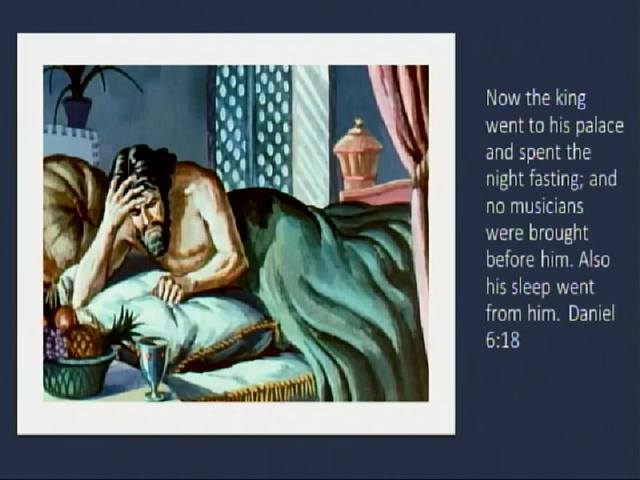 Now the king
went to his palace
and spent the
night fasting; and
no musicians
were brought
before him. Also
his sleep went
from him.  Daniel
6:18